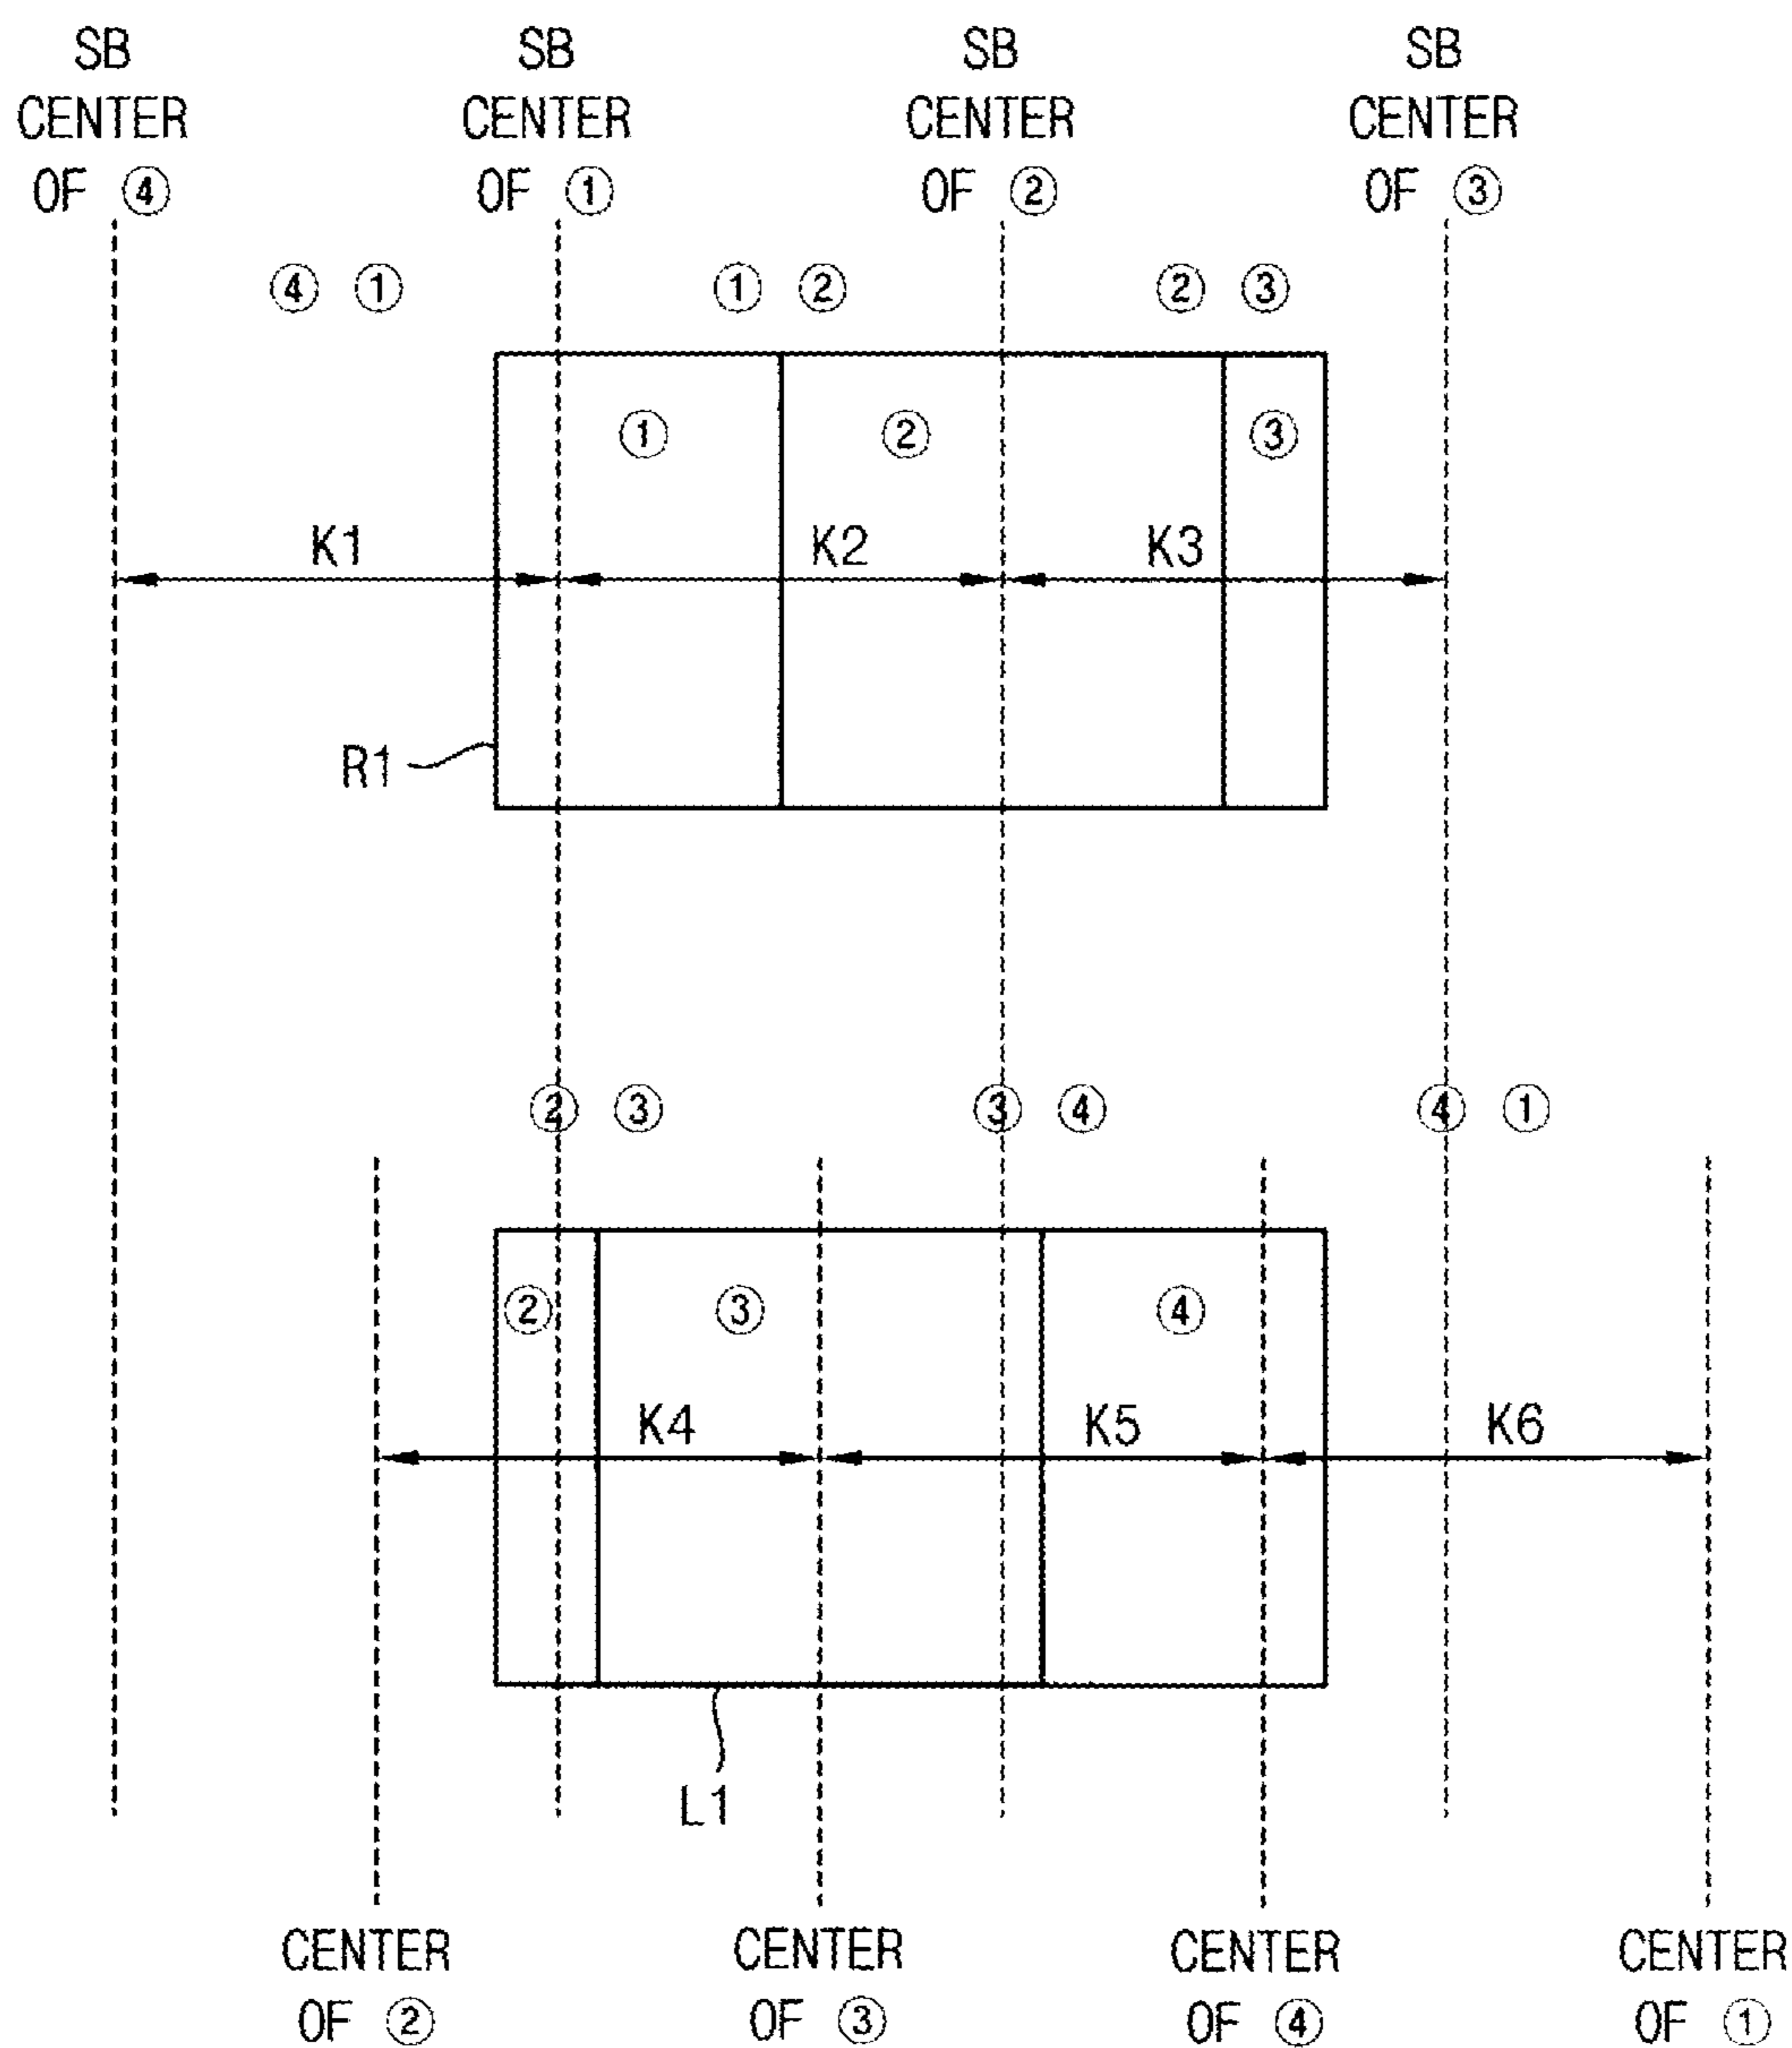 SB SB SB SB
CENTER CENTER CENTER CENTER
OF ④ OF ① OF ② OF ③
④ ① ① ② ② ③
① ② ③
K1 K2 K3
R1
② ③ ③ ④ ④ ①
② ③ ④
K4 K5 K6
L1
CENTER CENTER CENTER CENTER
OF ② OF ③ OF ④ OF ①